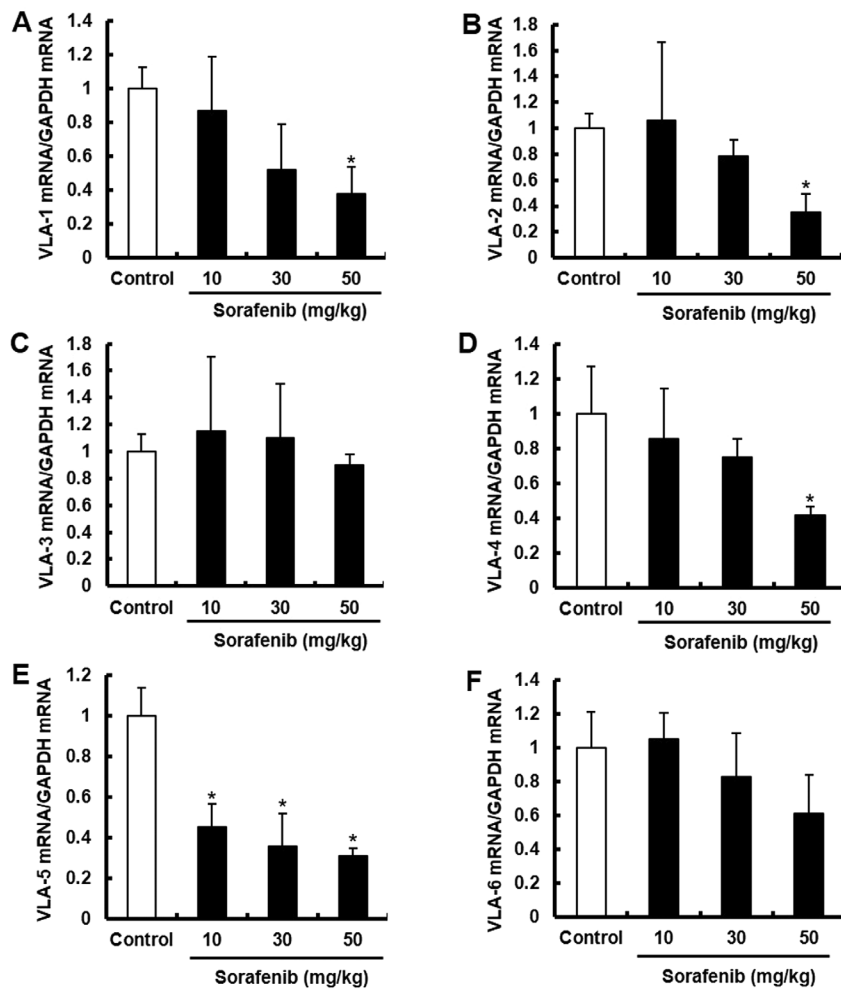 A
VLA-1 mRNA/GAPDH mRNA
1.4
1.2
1
0.8
0.6
0.4
0.2
0
*
Control 10 30 50
Sorafenib (mg/kg)
B
VLA-2 mRNA/GAPDH mRNA
1.8
1.6
1.4
1.2
1
0.8
0.6
0.4
0.2
0
*
Control 10 30 50
Sorafenib (mg/kg)
C
VLA-3 mRNA/GAPDH mRNA
1.8
1.6
1.4
1.2
1
0.8
0.6
0.4
0.2
0
Control 10 30 50
Sorafenib (mg/kg)
D
VLA-4 mRNA/GAPDH mRNA
1.4
1.2
1
0.8
0.6
0.4
0.2
0
*
Control 10 30 50
Sorafenib (mg/kg)
E
VLA-5 mRNA/GAPDH mRNA
1.2
1
0.8
0.6
0.4
0.2
0
* * *
Control 10 30 50
Sorafenib (mg/kg)
F
VLA-6 mRNA/GAPDH mRNA
1.4
1.2
1
0.8
0.6
0.4
0.2
0
Control 10 30 50
Sorafenib (mg/kg)